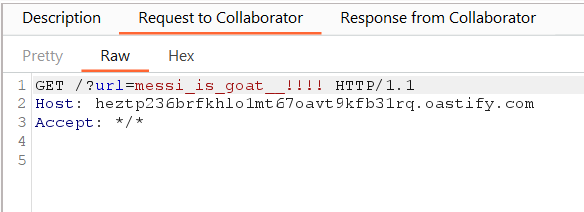 Description Request to Collaborator Response from Collaborator
Pretty Raw Hex
1 GET /?url=messi_is_goat__!!!! HTTP/1.1
2 Host: heztp236brfkhlo1mt67oavt9kfb31rq.oastify.com
3 Accept: */*
4
5